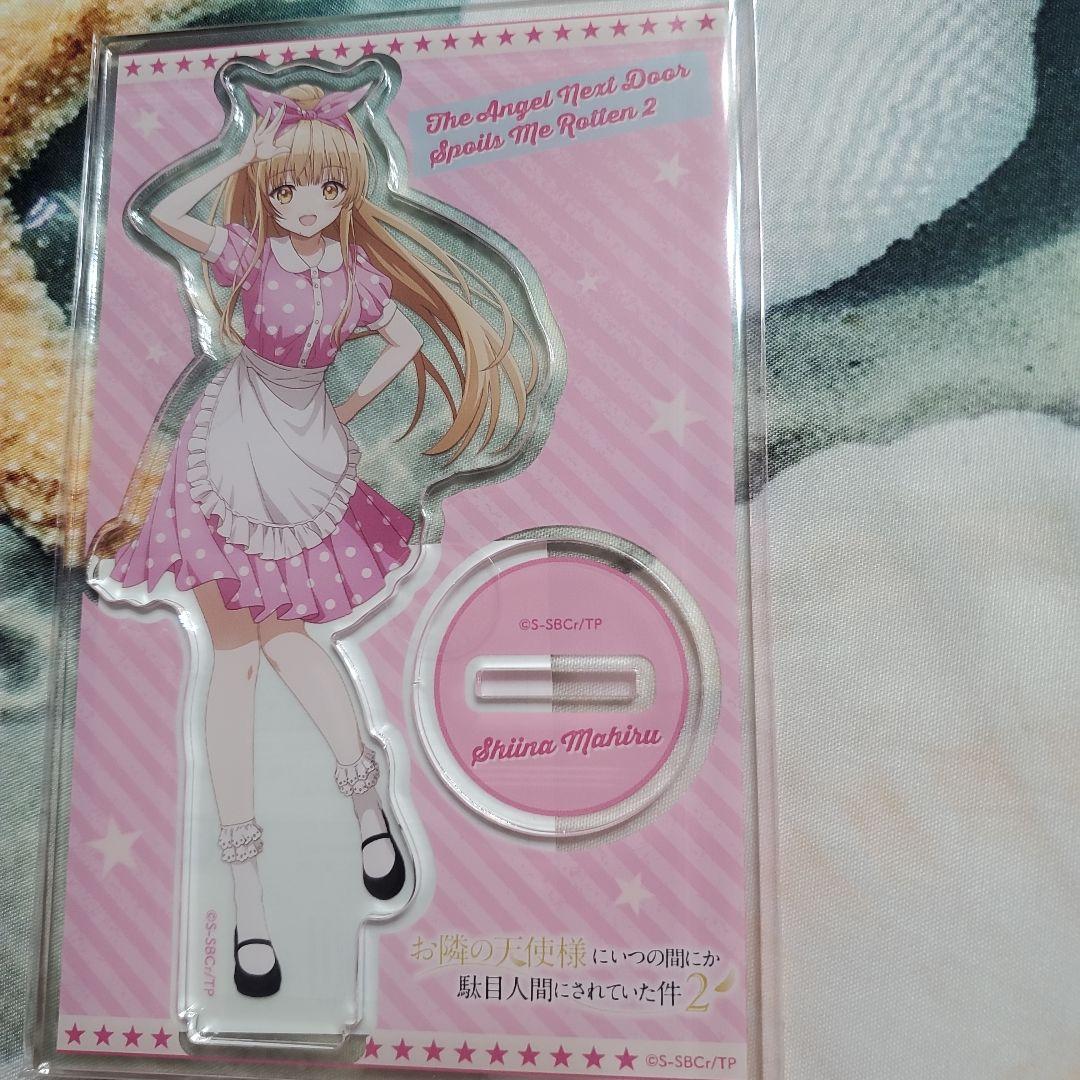 The Angel Next Door
Spoils Me Rotten 2
©S-SBCr/TP
Shiina Mahiru
©S-SBCr/TP
お隣の天使様にいつの間にか
駄目人間にされていた件2
©S-SBCr/TP